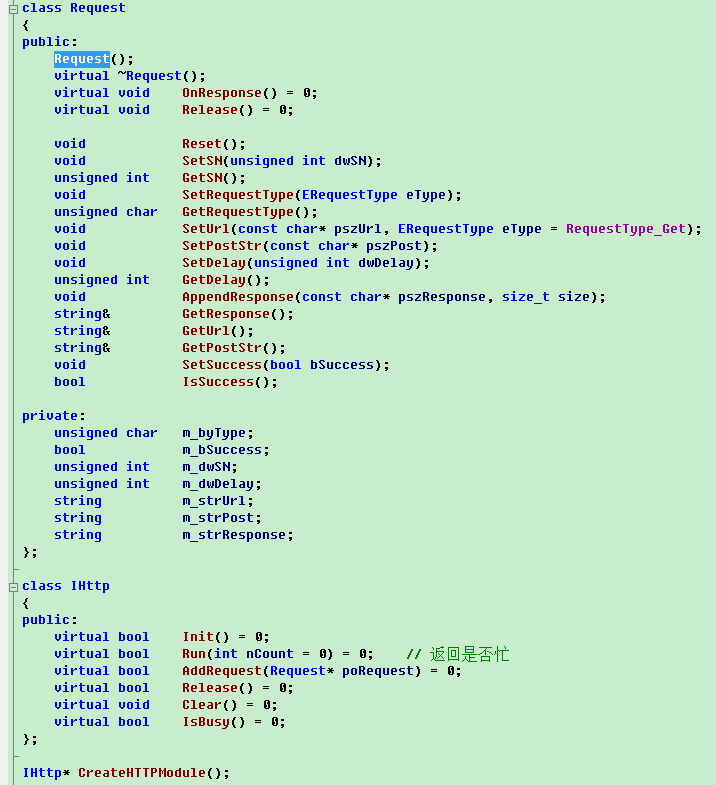 class Request
{
public:
    Request();
    virtual ~Request();
    virtual void    OnResponse() = 0;
    virtual void    Release() = 0;

    void            Reset();
    void            SetSN(unsigned int dwSN);
    unsigned int    GetSN();
    void            SetRequestType(ERequestType eType);
    unsigned char   GetRequestType();
    void            SetUrl(const char* pszUrl, ERequestType eType = RequestType_Get);
    void            SetPostStr(const char* pszPost);
    void            SetDelay(unsigned int dwDelay);
    unsigned int    GetDelay();
    void            AppendResponse(const char* pszResponse, size_t size);
    string&         GetResponse();
    string&         GetUrl();
    string&         GetPostStr();
    void            SetSuccess(bool bSuccess);
    bool            IsSuccess();

private:
    unsigned char   m_byType;
    bool            m_bSuccess;
    unsigned int    m_dwSN;
    unsigned int    m_dwDelay;
    string          m_strUrl;
    string          m_strPost;
    string          m_strResponse;
};

class IHttp
{
public:
    virtual bool    Init() = 0;
    virtual bool    Run(int nCount = 0) = 0;    // 返回是否忙
    virtual bool    AddRequest(Request* poRequest) = 0;
    virtual bool    Release() = 0;
    virtual void    Clear() = 0;
    virtual bool    IsBusy() = 0;
};

IHttp* CreateHTTPModule();